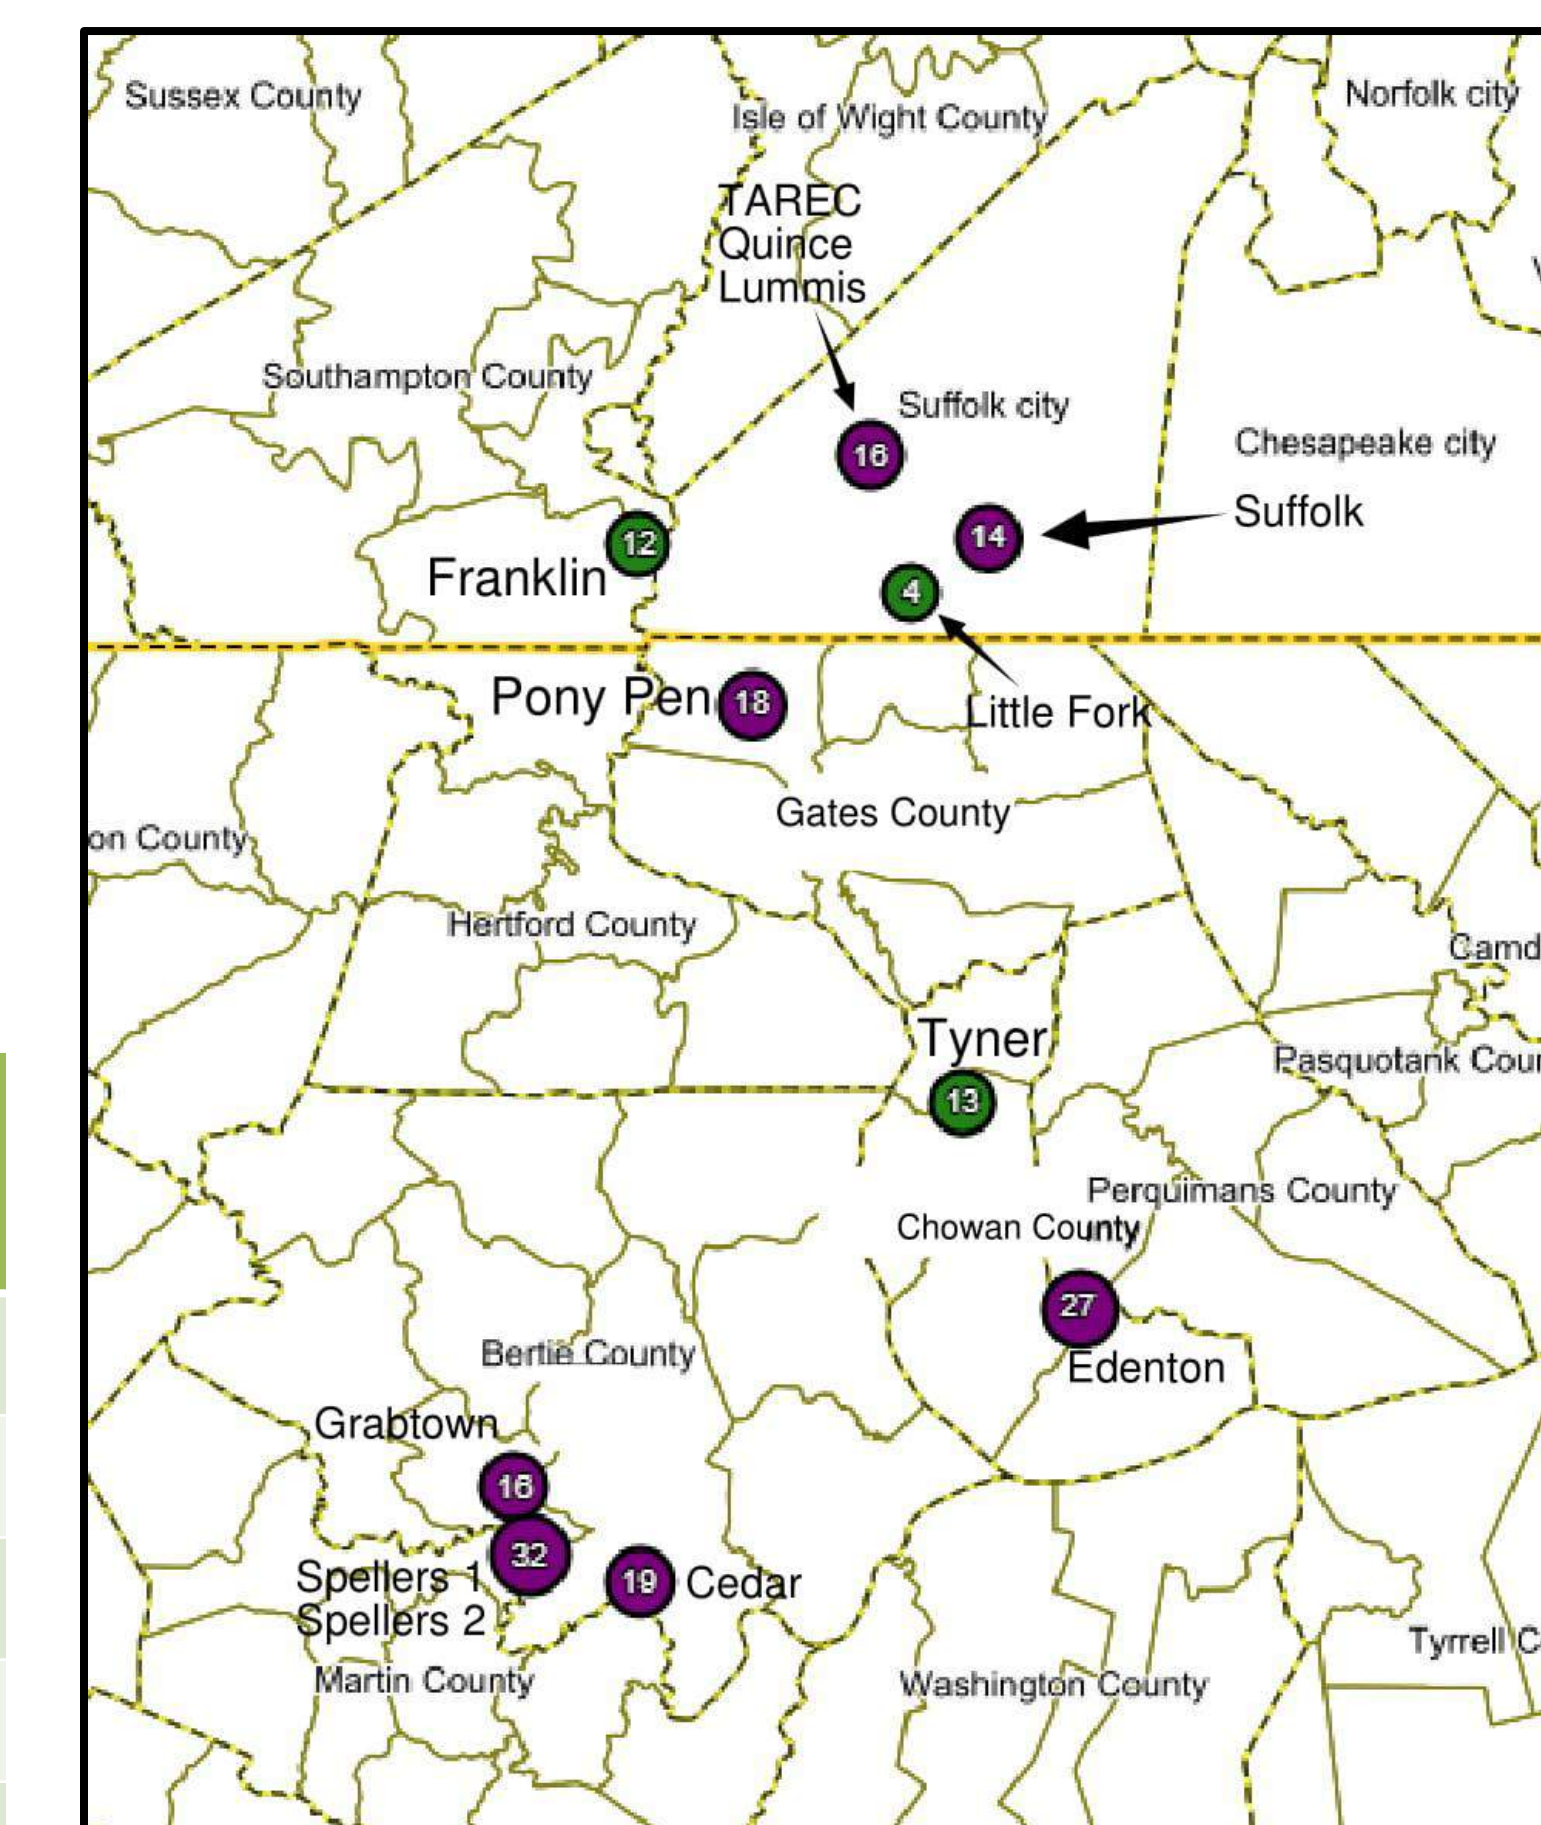 Sussex County
Isle of Wight County
Norfolk city
TAREC
Quince
Lummis
Southampton County
Suffolk city
16
Chesapeake city
Suffolk
14
12
Franklin
4
Pony Pen
18
Little Fork
Gates County
on County
Hertford County
Camd
Tyner
Pasquotank Cour
13
Perquimans County
Chowan County
27
Edenton
Bertie County
Grabtown
16
32
Spellers 1
Spellers 2
19
Cedar
Martin County
Washington County
Tyrrell C